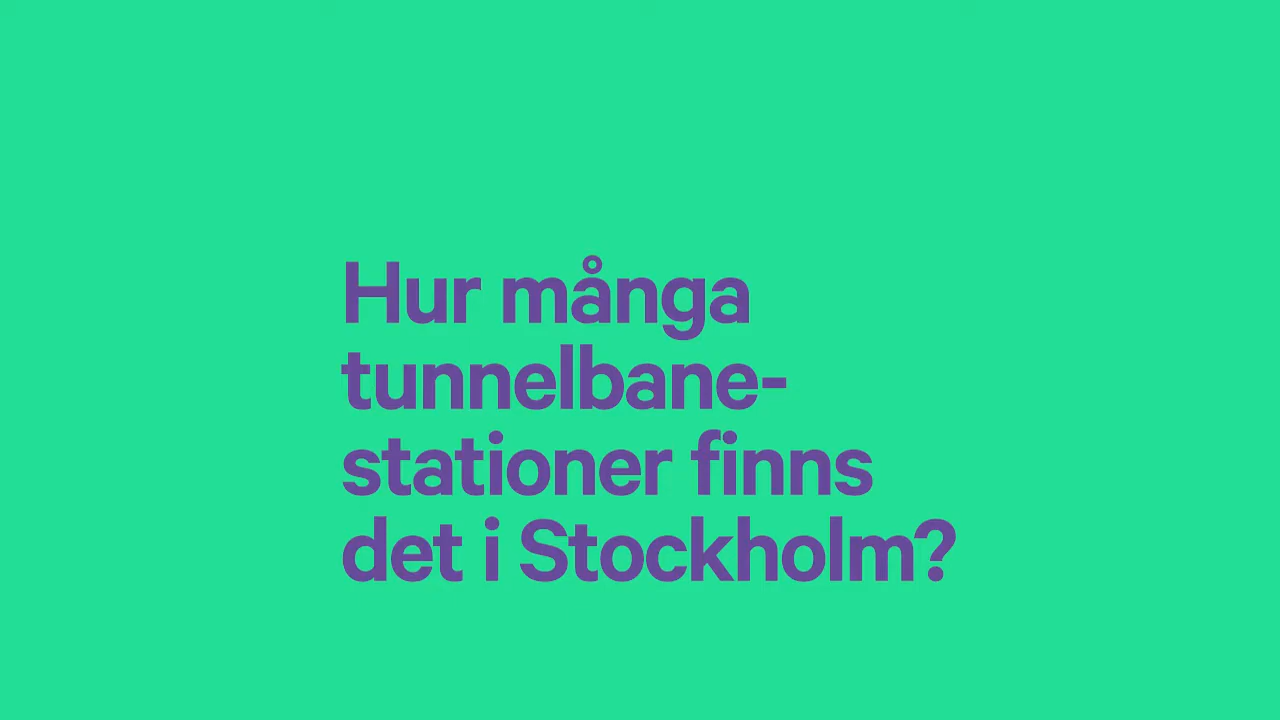 Hur många
tunnelbane-
stationer finns
det i Stockholm?